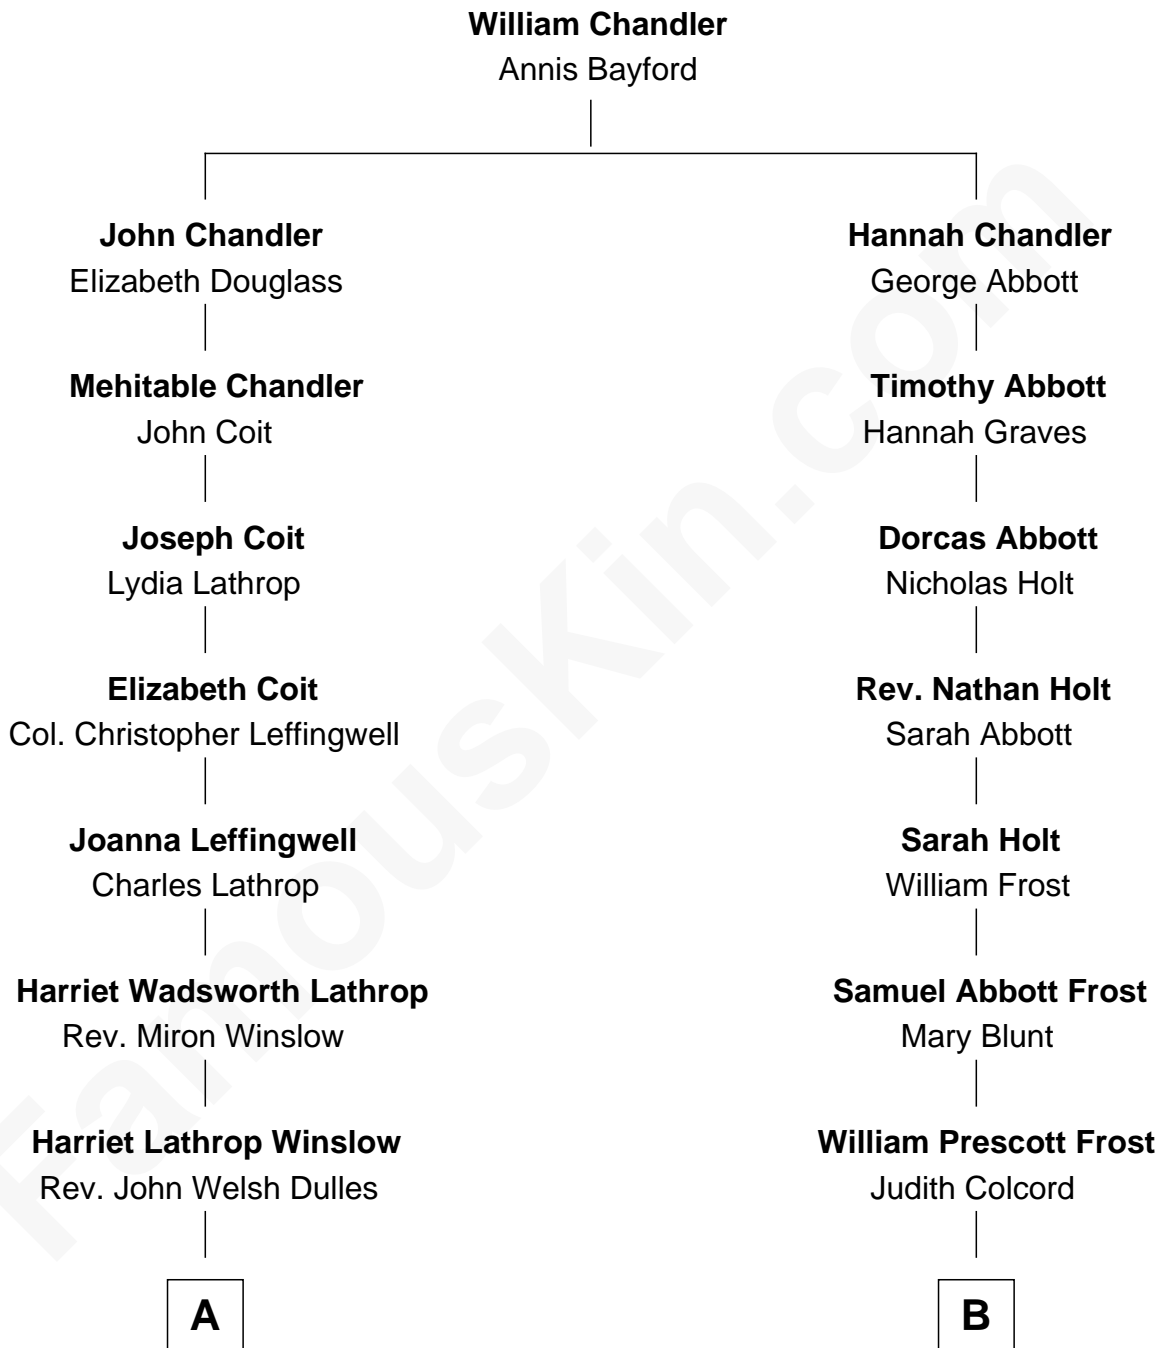 William Chandler
Annis Bayford
John Chandler
Elizabeth Douglass
Hannah Chandler
George Abbott
Mehitable Chandler
John Coit
Timothy Abbott
Hannah Graves
Joseph Coit
Lydia Lathrop
Dorcas Abbott
Nicholas Holt
Elizabeth Coit
Col. Christopher Leffingwell
Rev. Nathan Holt
Sarah Abbott
Joanna Leffingwell
Charles Lathrop
Sarah Holt
William Frost
Harriet Wadsworth Lathrop
Rev. Miron Winslow
Samuel Abbott Frost
Mary Blunt
Harriet Lathrop Winslow
Rev. John Welsh Dulles
William Prescott Frost
Judith Colcord
A
B
FamousKin.com